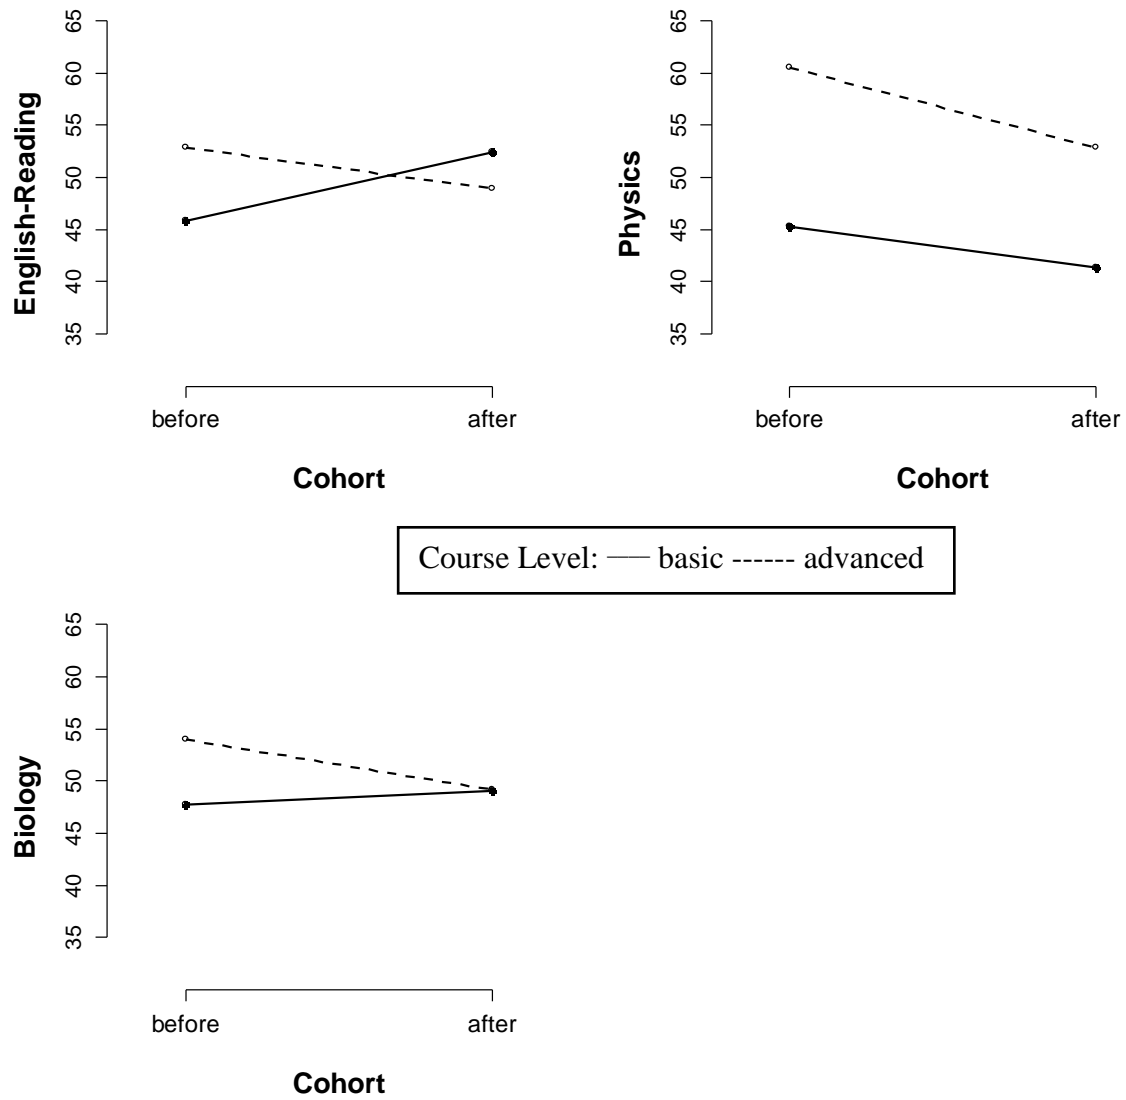 English-Reading
65
60
55
50
45
40
35
before after
Cohort
Physics
65
60
55
50
45
40
35
before after
Cohort
Course Level: —— basic ------ advanced
Biology
65
60
55
50
45
40
35
before after
Cohort